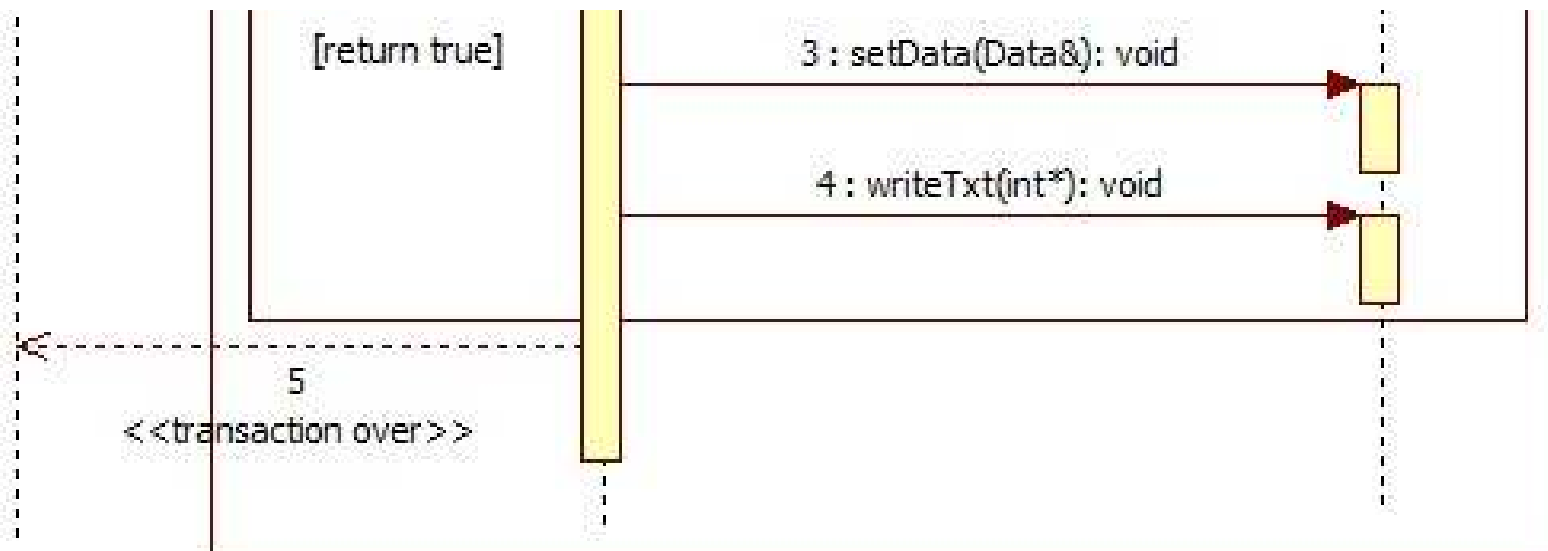 [return true]
3 : setData(Data&): void
4 : writeTxt(int*): void
5
<<transaction over>>